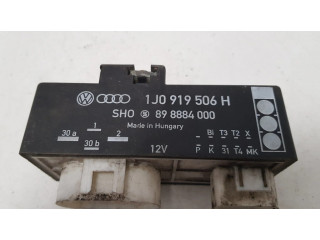 1J0 919 506 H
SHO S 89 8884 000
Made in Hungary
30 a 1 2
30 b
12V
Bi T3 T2 X
P K 31 T4 MK